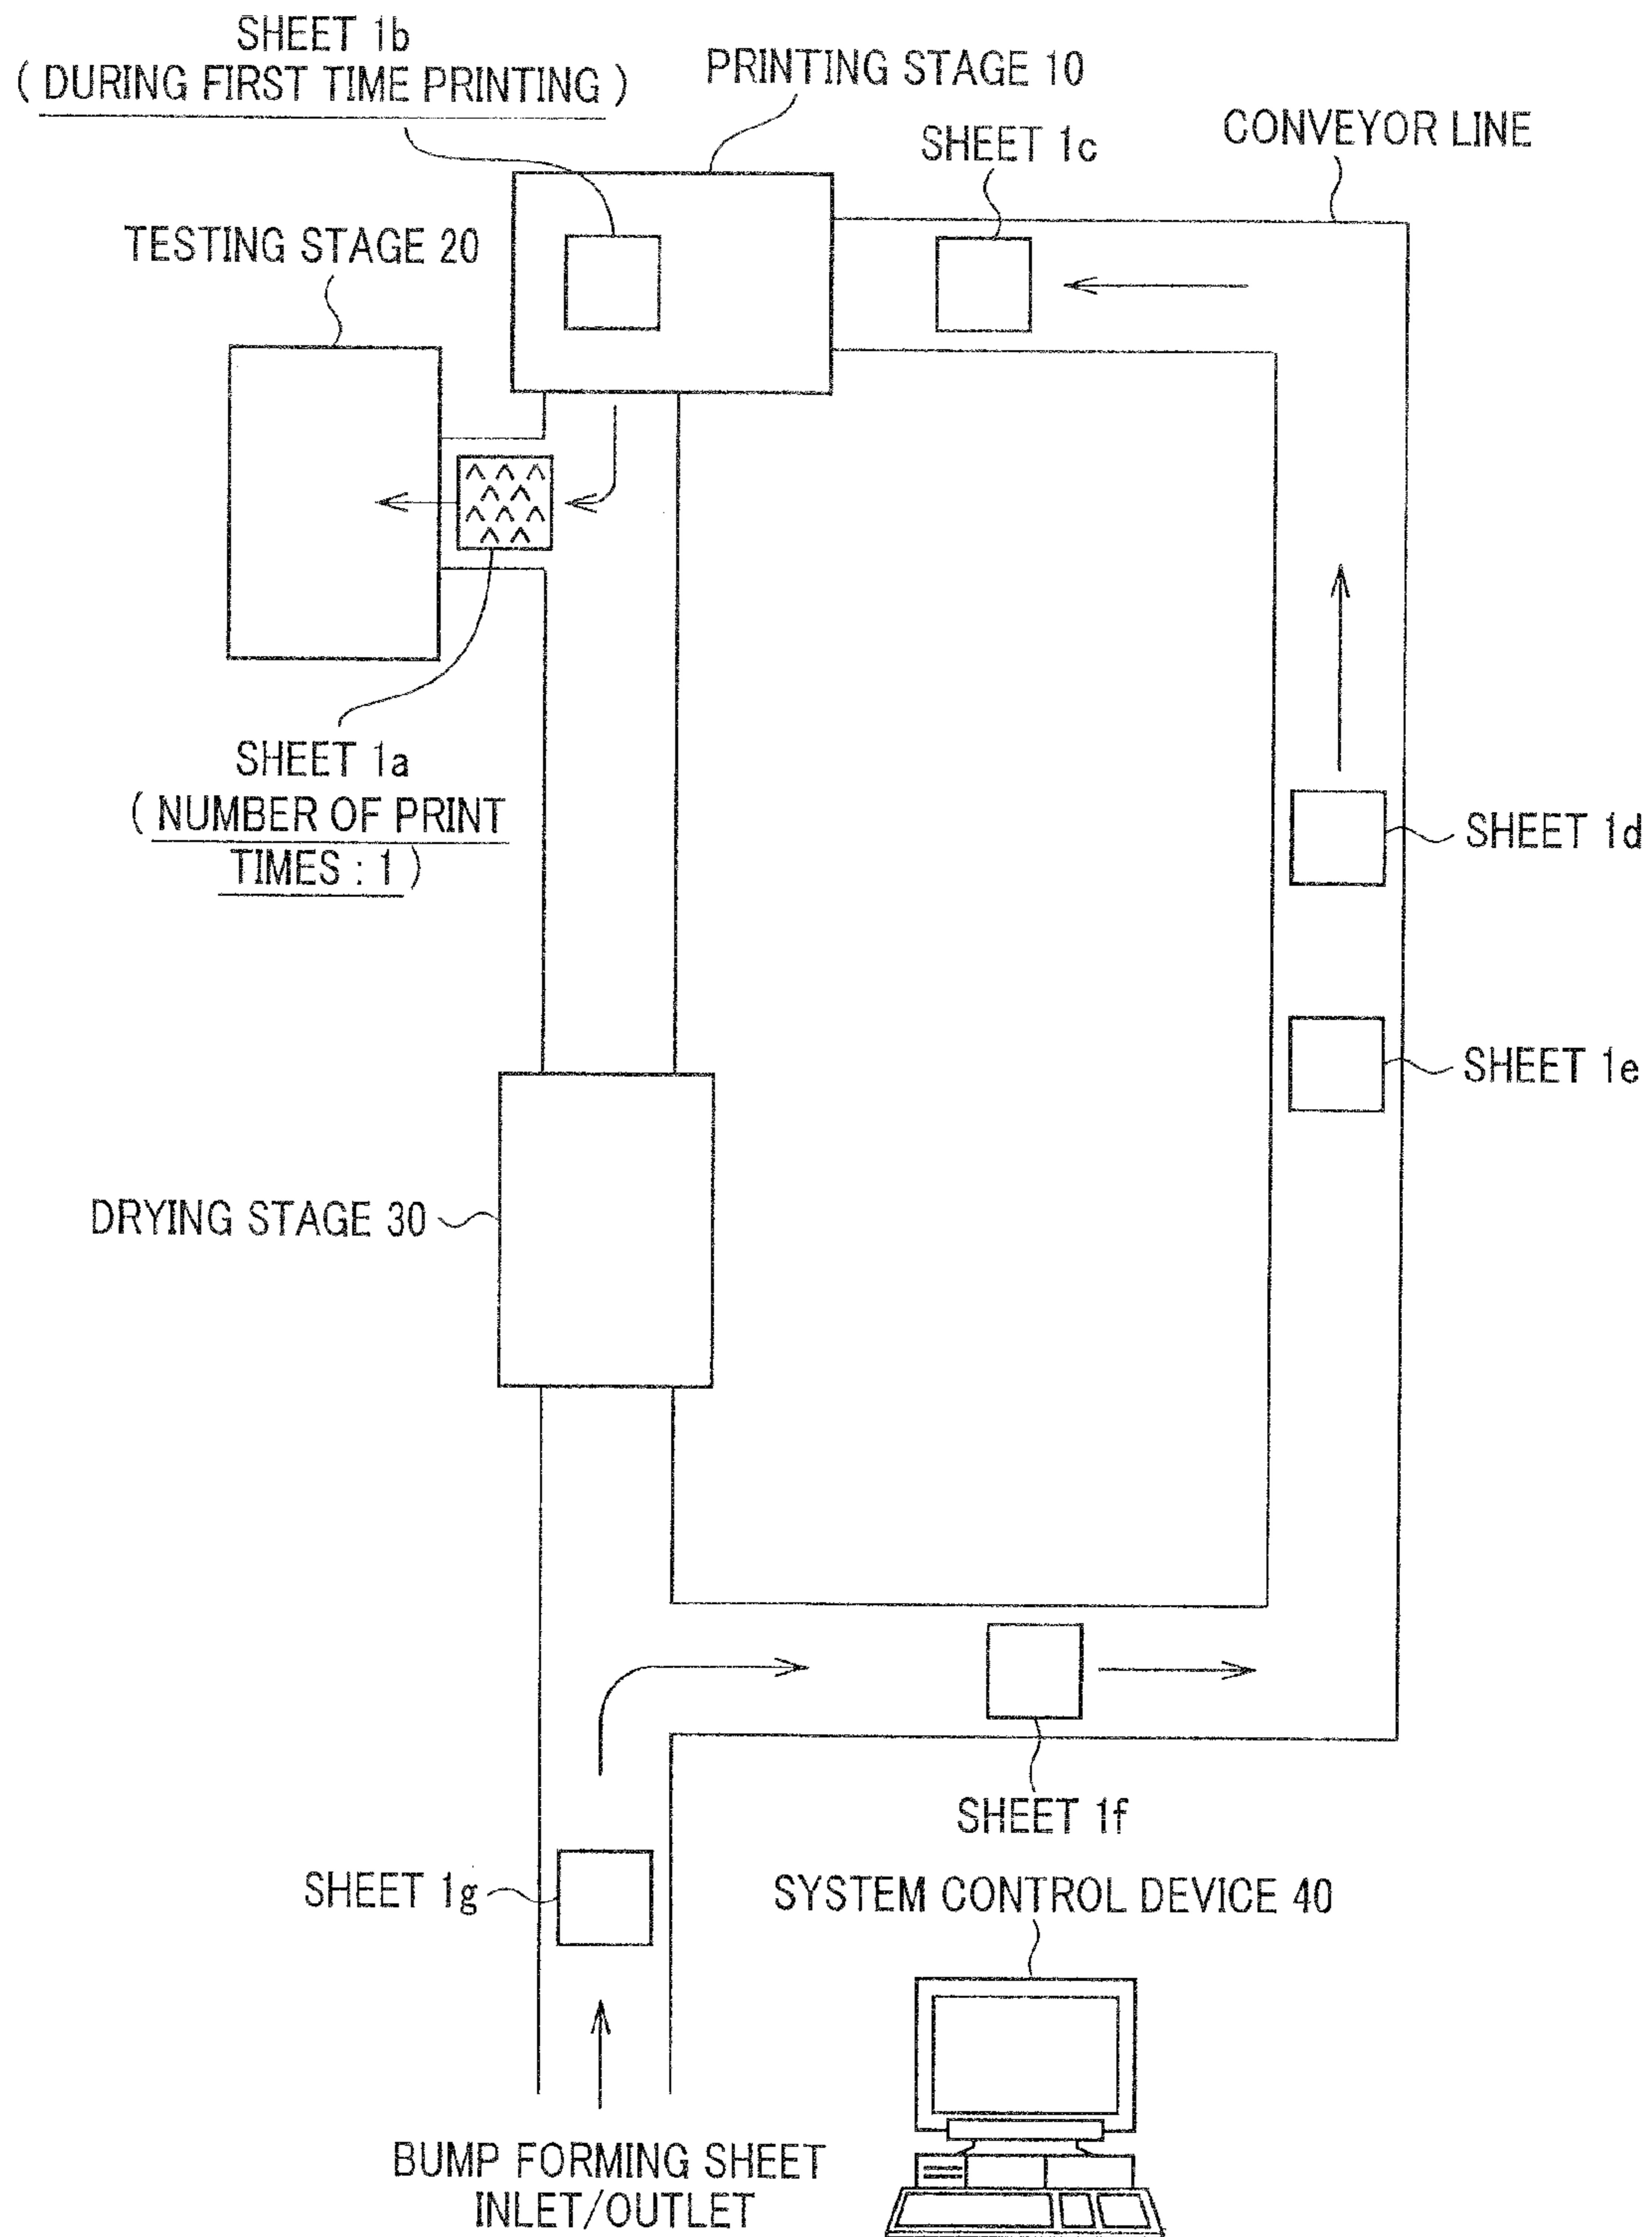 SHEET 1b
( DURING FIRST TIME PRINTING )
PRINTING STAGE 10
SHEET 1c
CONVEYOR LINE
TESTING STAGE 20
SHEET 1a
( NUMBER OF PRINT
TIMES : 1 )
SHEET 1d
SHEET 1e
DRYING STAGE 30
SHEET 1f
SHEET 1g
SYSTEM CONTROL DEVICE 40
BUMP FORMING SHEET
INLET/OUTLET